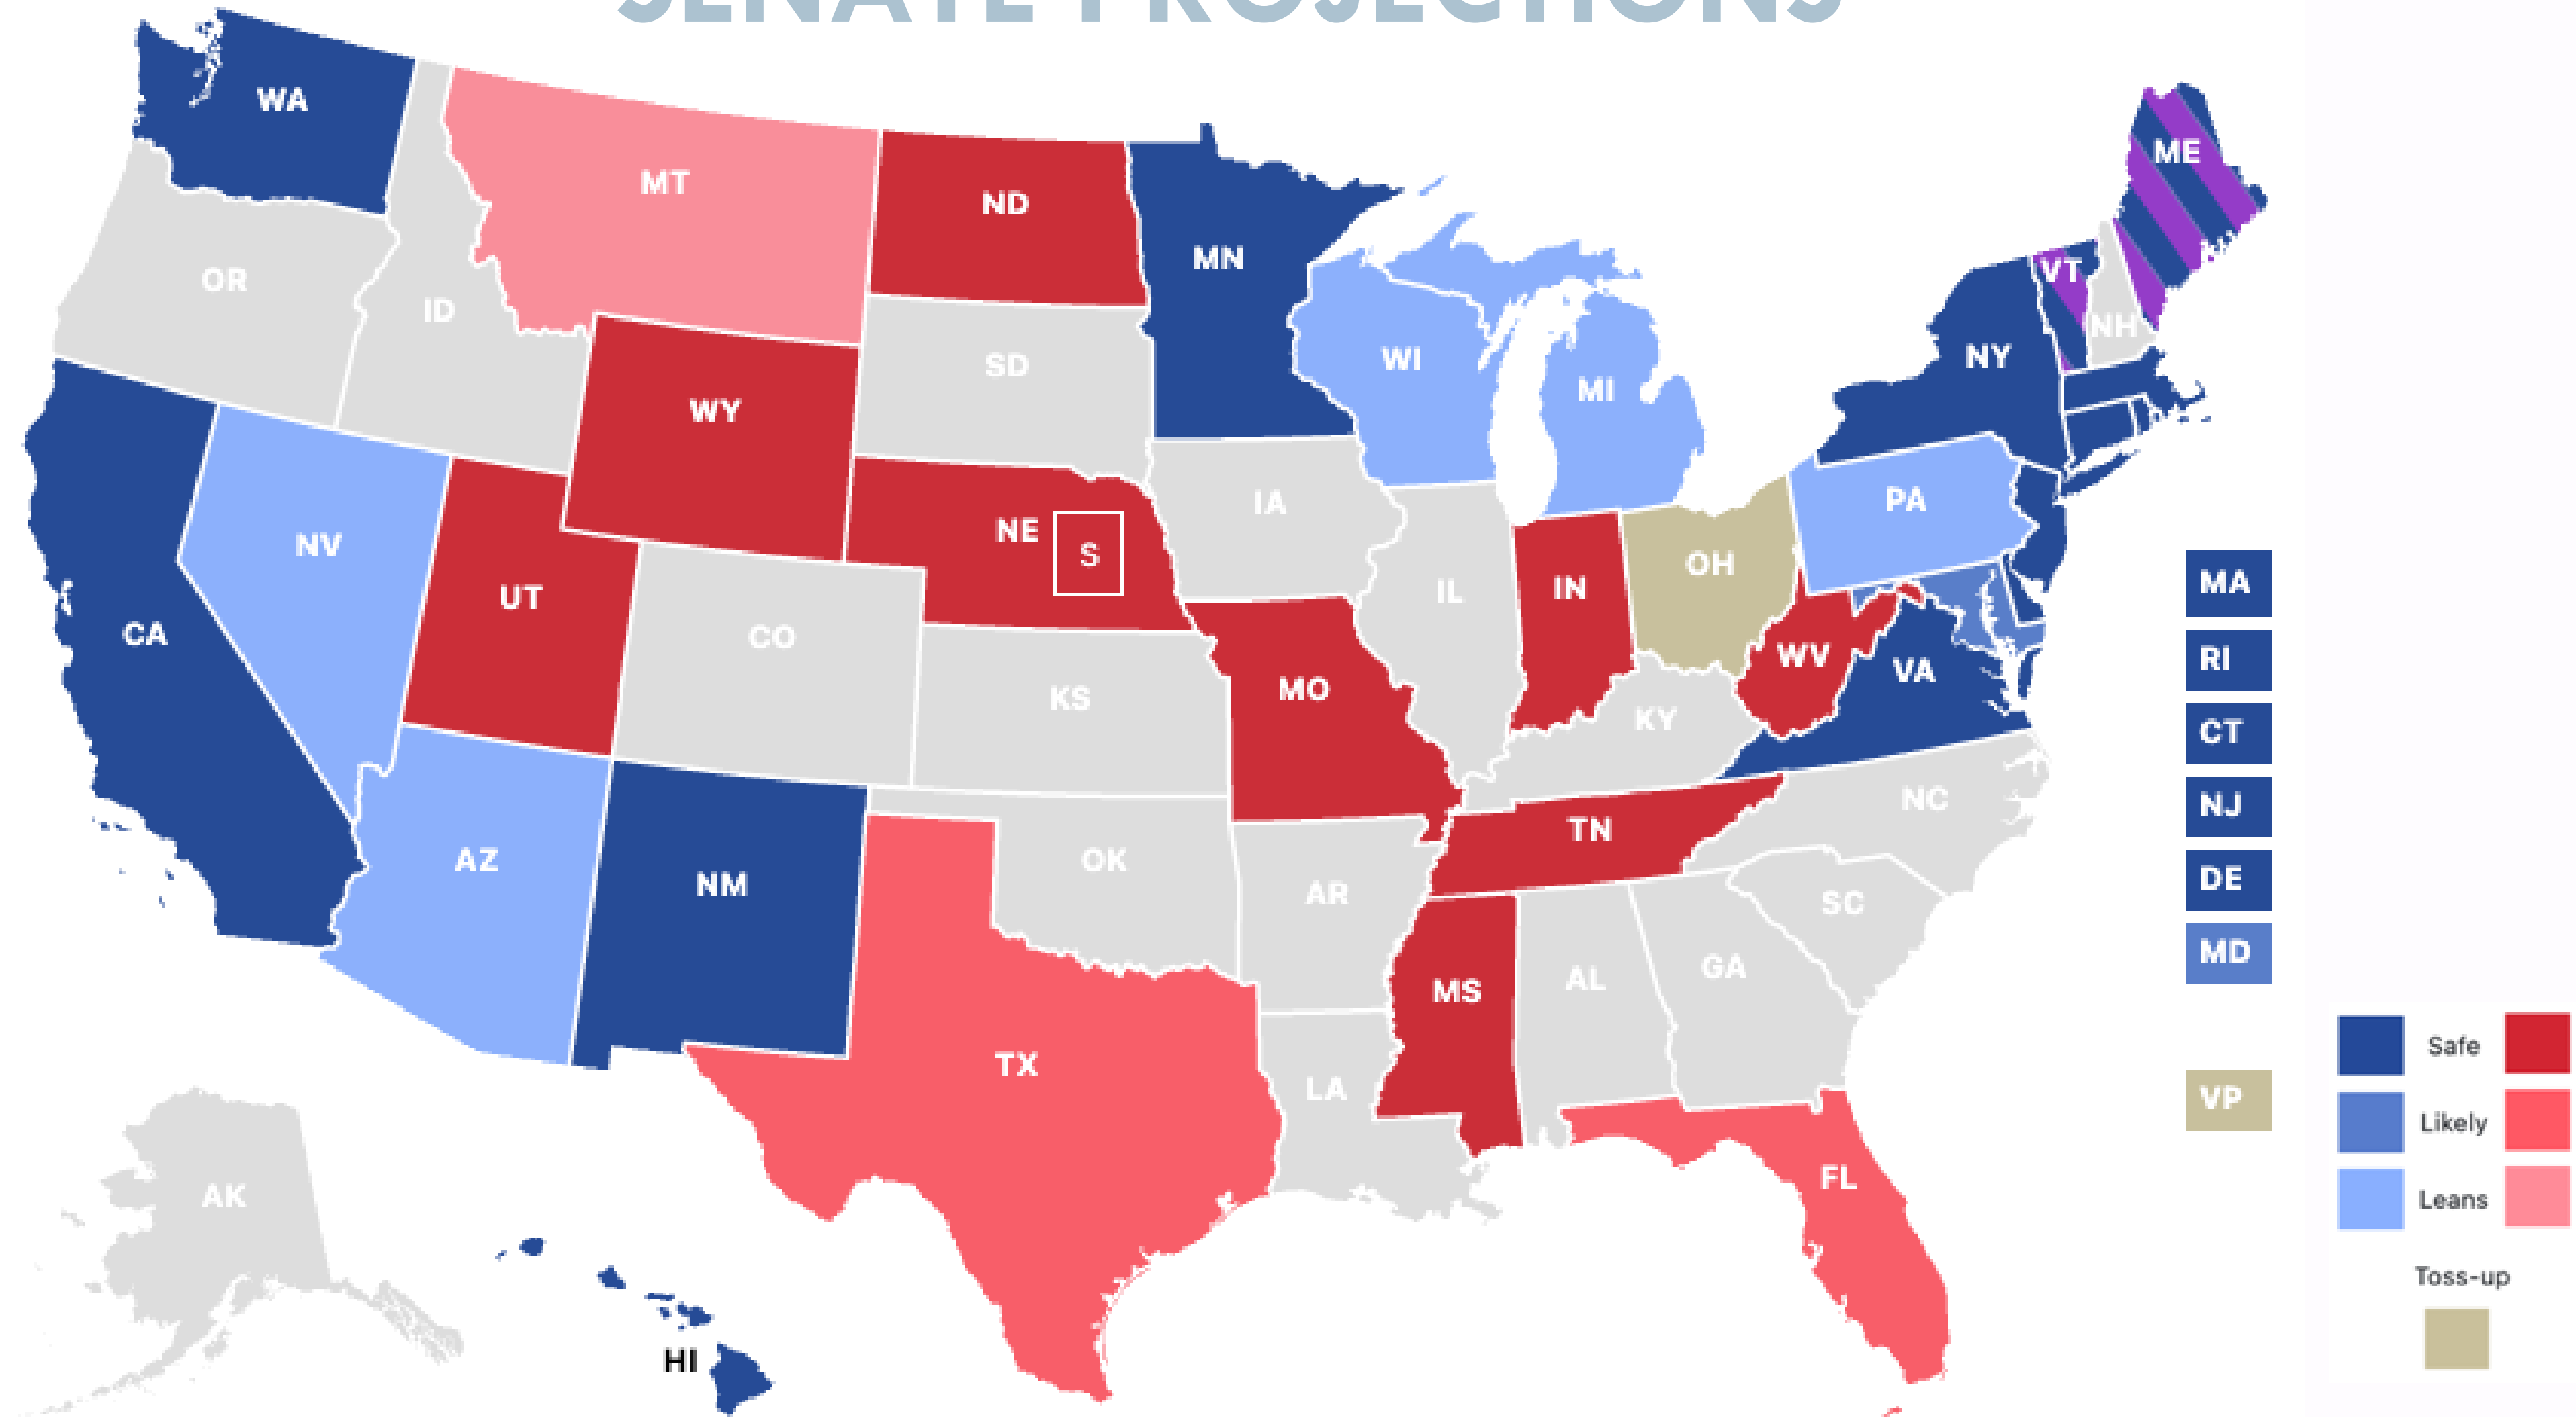 SENATE PROJECTIONS
WA
MT
ND
MN
ME
OR
ID
SD
WI
MI
VT
NH
NY
WY
NV
UT
NE
S
IA
IL
IN
OH
PA
CA
CO
KS
MO
KY
WV
VA
AZ
NM
OK
AR
TN
NC
SC
TX
LA
MS
AL
GA
FL
AK
HI
MA
RI
CT
NJ
DE
MD
VP
Safe
Likely
Leans
Toss-up